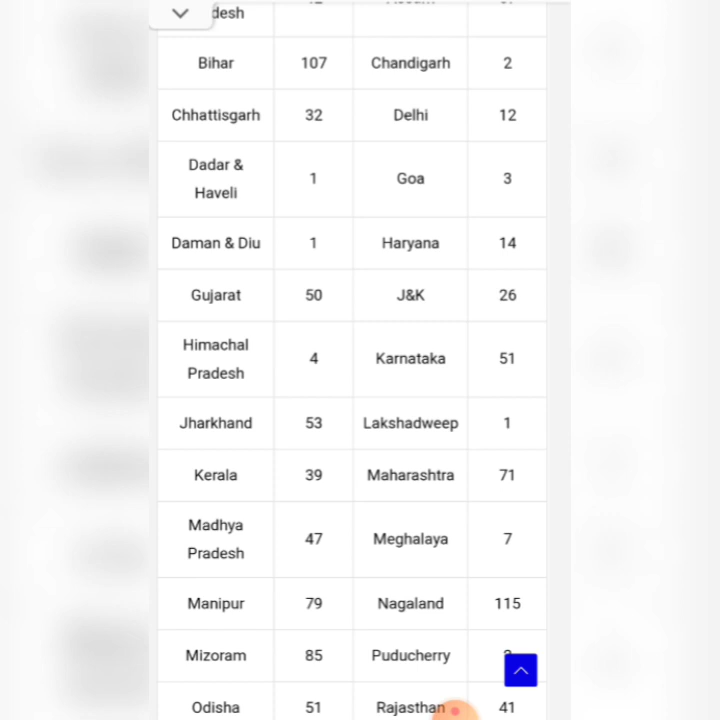 desh
Bihar 107 Chandigarh 2
Chhattisgarh 32 Delhi 12
Dadar &
Haveli 1 Goa 3
Daman & Diu 1 Haryana 14
Gujarat 50 J&K 26
Himachal
Pradesh 4 Karnataka 51
Jharkhand 53 Lakshadweep 1
Kerala 39 Maharashtra 71
Madhya
Pradesh 47 Meghalaya 7
Manipur 79 Nagaland 115
Mizoram 85 Puducherry
Odisha 51 Rajasthan 41